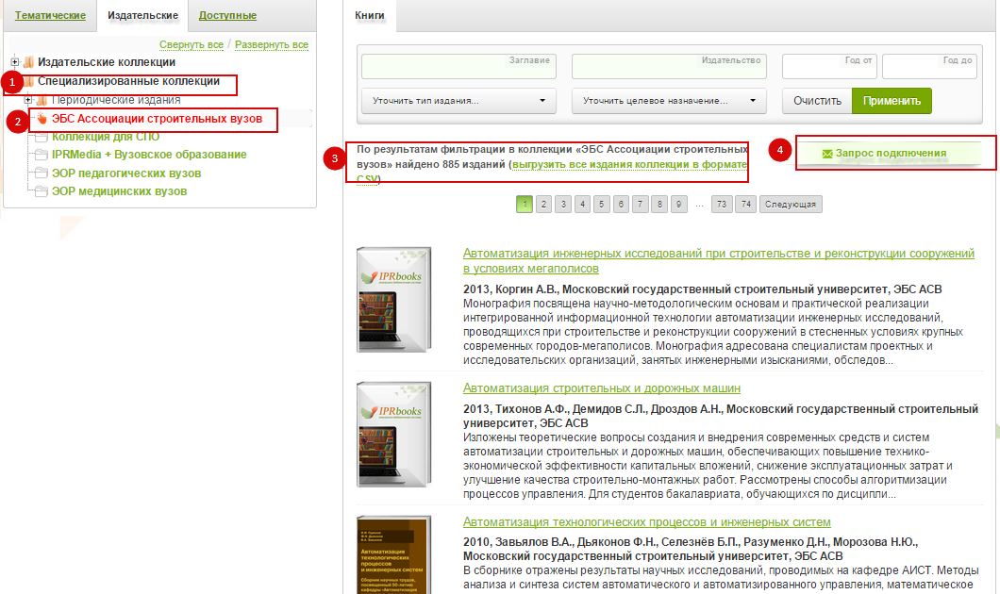 Тематические
Издательские
Доступные
Свернуть все / Развернуть все
Издательские коллекции
1
Специализированные коллекции
Периодические издания
2
ЭБС Ассоциации строительных вузов
Коллекция для СПО
IPRMedia + Вузовское образование
ЭОР педагогических вузов
ЭОР медицинских вузов
Книги
Заглавие
Издательство
Год от
Год до
Уточнить тип издания...
Уточнить целевое назначение...
Очистить
Применить
3
По результатам фильтрации в коллекции «ЭБС Ассоциации строительных
вузов» найдено 885 изданий (выгрузить все издания коллекции в формате
CSV)
4
Запрос подключения
1 2 3 4 5 6 7 8 9 ... 73 74 Следующая
IPRbooks
Автоматизация инженерных исследований при строительстве и реконструкции сооружений
в условиях мегаполисов
2013, Коргин А.В., Московский государственный строительный университет, ЭБС АСВ
Монография посвящена научно-методологическим основам и практической реализации
интегрированной информационной технологии автоматизации инженерных исследований,
проводящихся при строительстве и реконструкции сооружений в стесненных условиях крупных
современных городов-мегаполисов. Монография адресована специалистам проектных и
исследовательских организаций, занятых инженерными изысканиями, обследов...
IPRbooks
Автоматизация строительных и дорожных машин
2013, Тихонов А.Ф., Демидов С.Л., Дроздов А.Н., Московский государственный строительный
университет, ЭБС АСВ
Изложены теоретические вопросы создания и внедрения современных средств и систем
автоматизации строительных и дорожных машин, обеспечивающих повышение технико-
экономической эффективности капитальных вложений, снижение эксплуатационных затрат и
улучшение качества строительно-монтажных работ. Рассмотрены способы алгоритмизации
процессов управления. Для студентов бакалавриата, обучающихся по дисципли...
Автоматизация
технологических
процессов
и инженерных систем
Автоматизация технологических процессов и инженерных систем
2010, Завьялов В.А., Дьяконов Ф.Н., Селезнёв Б.П., Разуменко Д.Н., Морозова Н.Ю.,
Московский государственный строительный университет, ЭБС АСВ
В сборнике отражены результаты научных исследований, проводимых на кафедре АИСТ. Методы
анализа и синтеза систем автоматического и автоматизированного управления, математическое